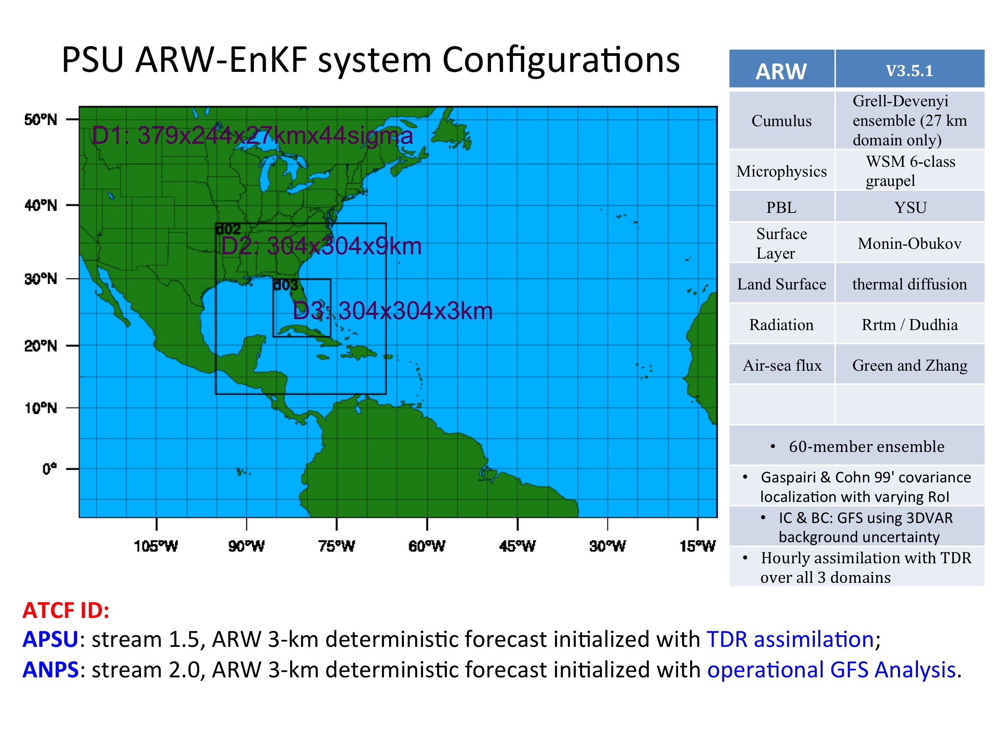 PSU ARW-EnKF system Configurations
50°N
40°N
30°N
20°N
10°N
0°
D1: 379x244x27kmx44sigma
d02
D2: 304x304x9km
d03
D3: 304x304x3km
105°W 90°W 75°W 60°W 45°W 30°W 15°W
ARW V3.5.1
Cumulus
Grell-Devenyi
ensemble (27 km
domain only)
Microphysics
WSM 6-class
graupel
PBL YSU
Surface
Layer
Monin-Obukov
Land Surface thermal diffusion
Radiation Rrtm / Dudhia
Air-sea flux Green and Zhang
• 60-member ensemble
• Gaspairi & Cohn 99' covariance
localization with varying RoI
• IC & BC: GFS using 3DVAR
background uncertainty
• Hourly assimilation with TDR
over all 3 domains
ATCF ID:
APSU: stream 1.5, ARW 3-km deterministic forecast initialized with TDR assimilation;
ANPS: stream 2.0, ARW 3-km deterministic forecast initialized with operational GFS Analysis.